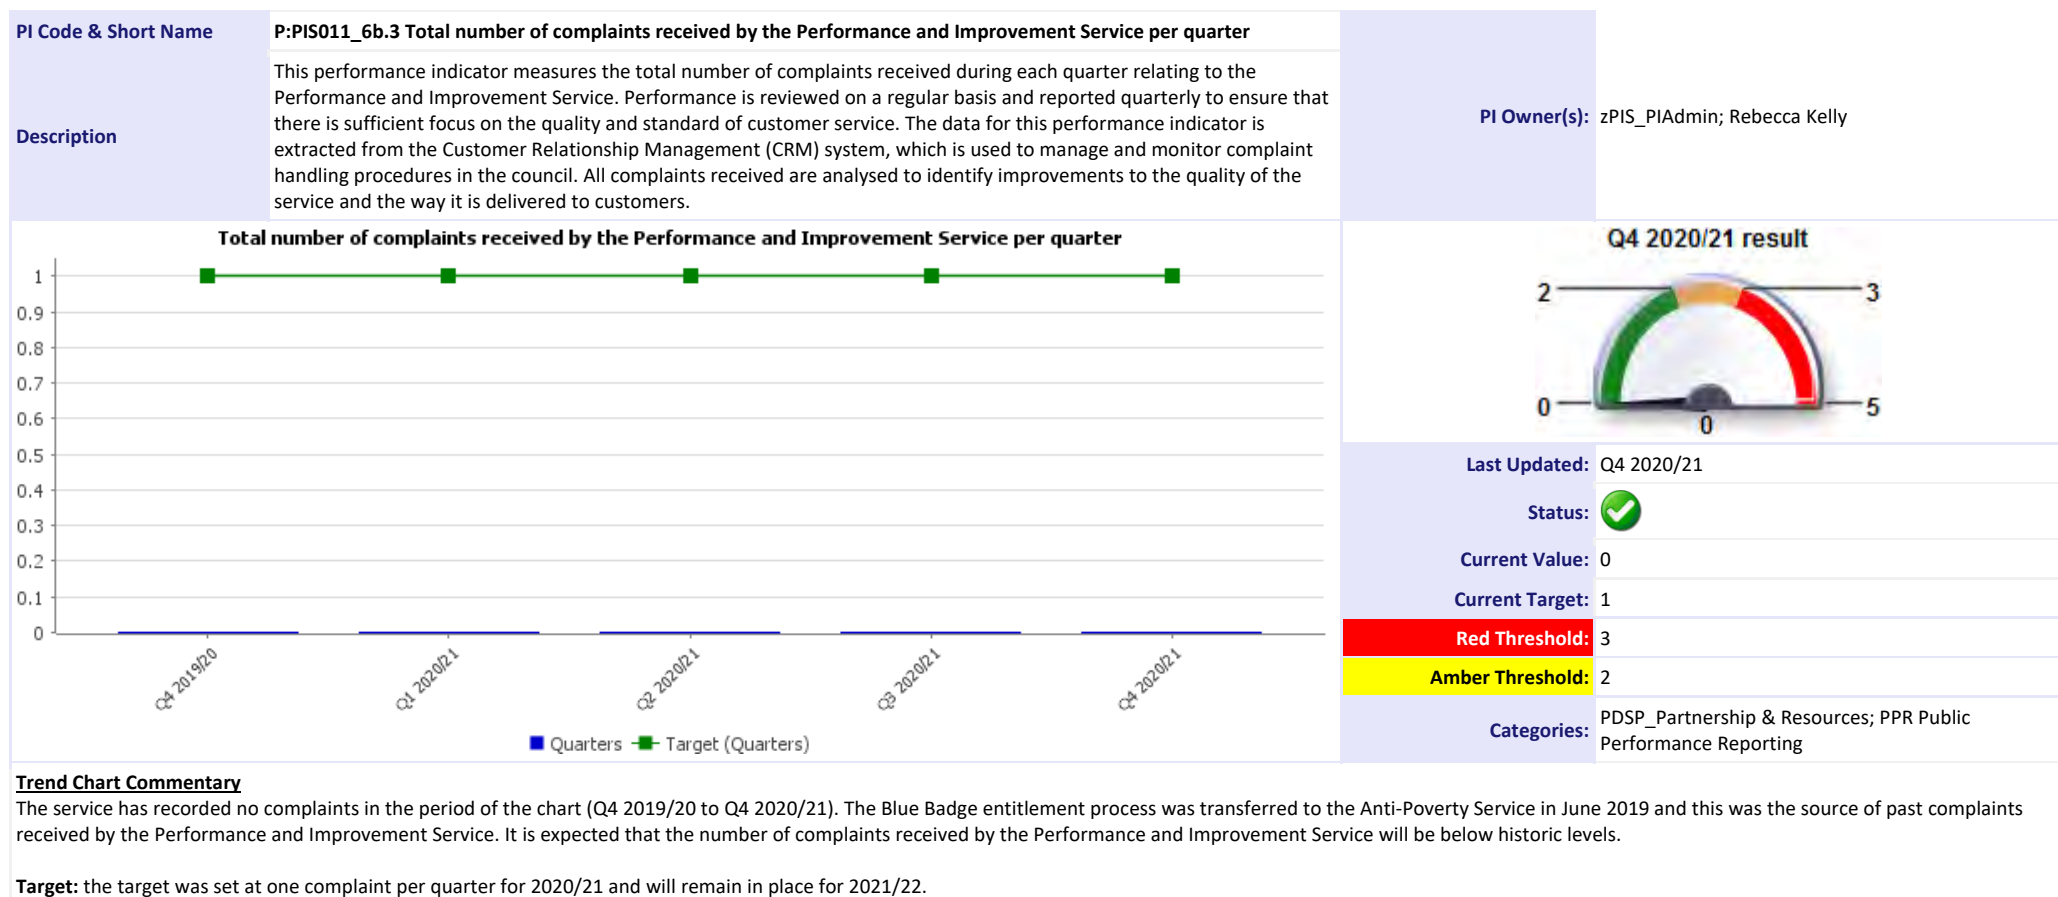 PI Code & Short Name
P:PIS011_6b.3 Total number of complaints received by the Performance and Improvement Service per quarter
Description
This performance indicator measures the total number of complaints received during each quarter relating to the
Performance and Improvement Service. Performance is reviewed on a regular basis and reported quarterly to ensure that
there is sufficient focus on the quality and standard of customer service. The data for this performance indicator is
extracted from the Customer Relationship Management (CRM) system, which is used to manage and monitor complaint
handling procedures in the council. All complaints received are analysed to identify improvements to the quality of the
service and the way it is delivered to customers.
PI Owner(s): zPIS_PIAdmin; Rebecca Kelly
Total number of complaints received by the Performance and Improvement Service per quarter
1
0.9
0.8
0.7
0.6
0.5
0.4
0.3
0.2
0.1
0
Q4 2019/20
Q1 2020/21
Q2 2020/21
Q3 2020/21
Q4 2020/21
Quarters Target (Quarters)
Q4 2020/21 result
2 3
0 5
0
Last Updated: Q4 2020/21
Status:
Current Value: 0
Current Target: 1
Red Threshold: 3
Amber Threshold: 2
Categories: PDSP_Partnership & Resources; PPR Public
Performance Reporting
Trend Chart Commentary
The service has recorded no complaints in the period of the chart (Q4 2019/20 to Q4 2020/21). The Blue Badge entitlement process was transferred to the Anti-Poverty Service in June 2019 and this was the source of past complaints
received by the Performance and Improvement Service. It is expected that the number of complaints received by the Performance and Improvement Service will be below historic levels.
Target: the target was set at one complaint per quarter for 2020/21 and will remain in place for 2021/22.